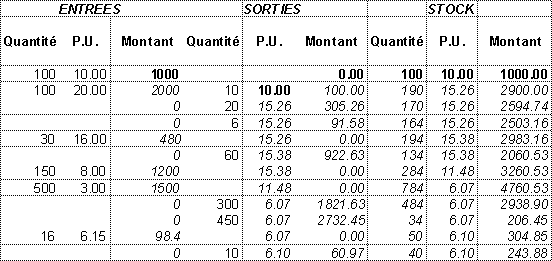 ENTREES SORTIES STOCK
Quantité P.U. Montant Quantité P.U. Montant Quantité P.U. Montant
100 10.00 1000 0.00 100 10.00 1000.00
100 20.00 2000 10 10.00 100.00 190 15.26 2900.00
0 20 15.26 305.26 170 15.26 2594.74
0 6 15.26 91.58 164 15.26 2503.16
30 16.00 480 15.26 0.00 194 15.38 2983.16
0 60 15.38 922.63 134 15.38 2060.53
150 8.00 1200 15.38 0.00 284 11.48 3260.53
500 3.00 1500 11.48 0.00 784 6.07 4760.53
0 300 6.07 1821.63 484 6.07 2938.90
0 450 6.07 2732.45 34 6.07 206.45
16 6.15 98.4 6.07 0.00 50 6.10 304.85
0 10 6.10 60.97 40 6.10 243.88